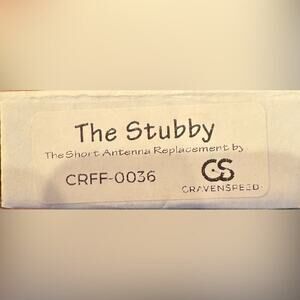 The Stubby
The Short Antenna Replacement by
CRFF-0036
CS
CRAVENSPEED